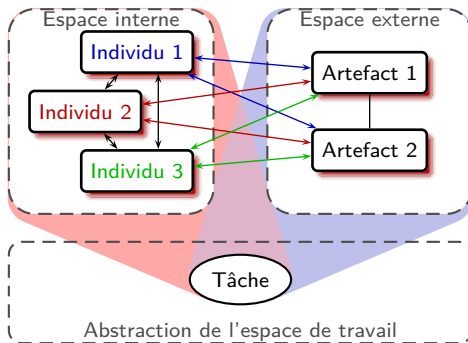 Espace interne
Espace externe
Individu 1
Individu 2
Individu 3
Artefact 1
Artefact 2
Tâche
Abstraction de l'espace de travail